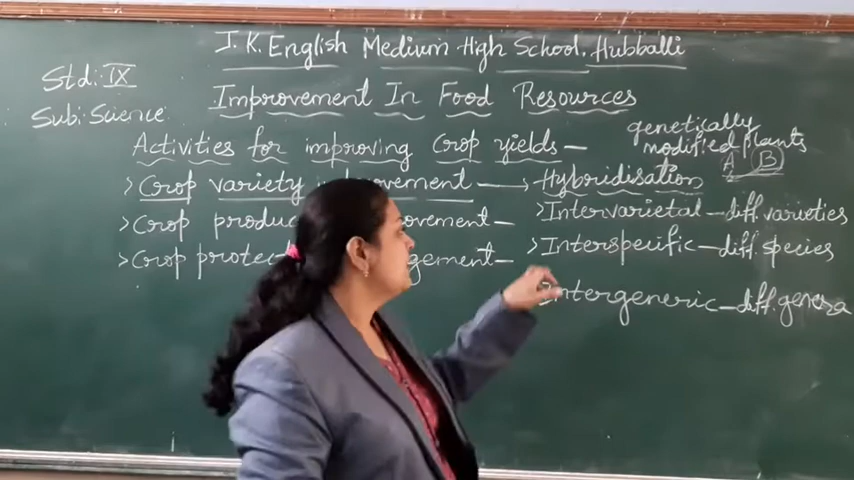 J.K. English Medium High School, Hubballi
Std: IX
Sub: Science
Improvement In Food Resources
Activities for improving Crop yields —
genetically
modified plants
A B
> Crop variety improvement —> Hybridisation
> Intervarietal — diff. varieties
> Crop —
> Interspecific — diff. species
> Crop —
Intergeneric — diff. genera